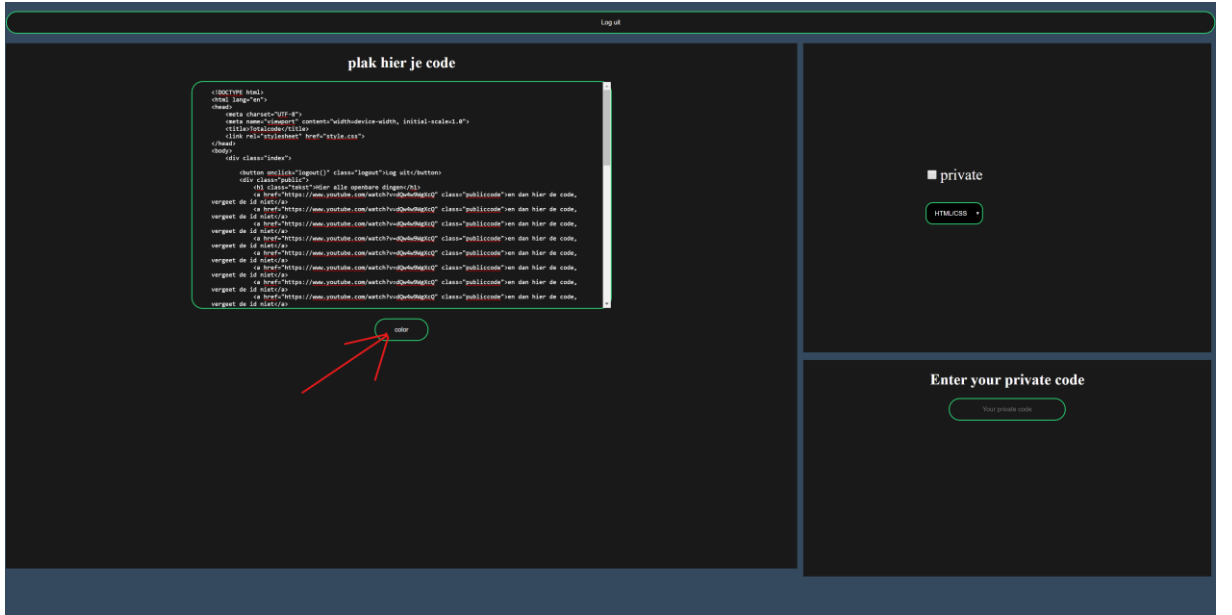 Log uit
plak hier je code
<!DOCTYPE html>
<html lang="en">
<head>
<meta charset="UTF-8">
<meta name="viewport" content="width=device-width, initial-scale=1.0">
<title>Totalcode</title>
<link rel="stylesheet" href="style.css">
</head>
<body>
<div class="index">
<button onclick="logout()" class="logout">Log uit</button>
<div class="public">
<h1 class="tekst">Hier alle openbare dingen</h1>
<a href="https://www.youtube.com/watch?v=dQw4w9WgXcQ" class="publiccode">en dan hier de code,
vergeet de id niet</a>
<a href="https://www.youtube.com/watch?v=dQw4w9WgXcQ" class="publiccode">en dan hier de code,
vergeet de id niet</a>
<a href="https://www.youtube.com/watch?v=dQw4w9WgXcQ" class="publiccode">en dan hier de code,
vergeet de id niet</a>
<a href="https://www.youtube.com/watch?v=dQw4w9WgXcQ" class="publiccode">en dan hier de code,
vergeet de id niet</a>
<a href="https://www.youtube.com/watch?v=dQw4w9WgXcQ" class="publiccode">en dan hier de code,
vergeet de id niet</a>
<a href="https://www.youtube.com/watch?v=dQw4w9WgXcQ" class="publiccode">en dan hier de code,
vergeet de id niet</a>
<a href="https://www.youtube.com/watch?v=dQw4w9WgXcQ" class="publiccode">en dan hier de code,
vergeet de id niet</a>
<a href="https://www.youtube.com/watch?v=dQw4w9WgXcQ" class="publiccode">en dan hier de code,
vergeet de id niet</a>
color
private
HTML/CSS
Enter your private code
Your private code